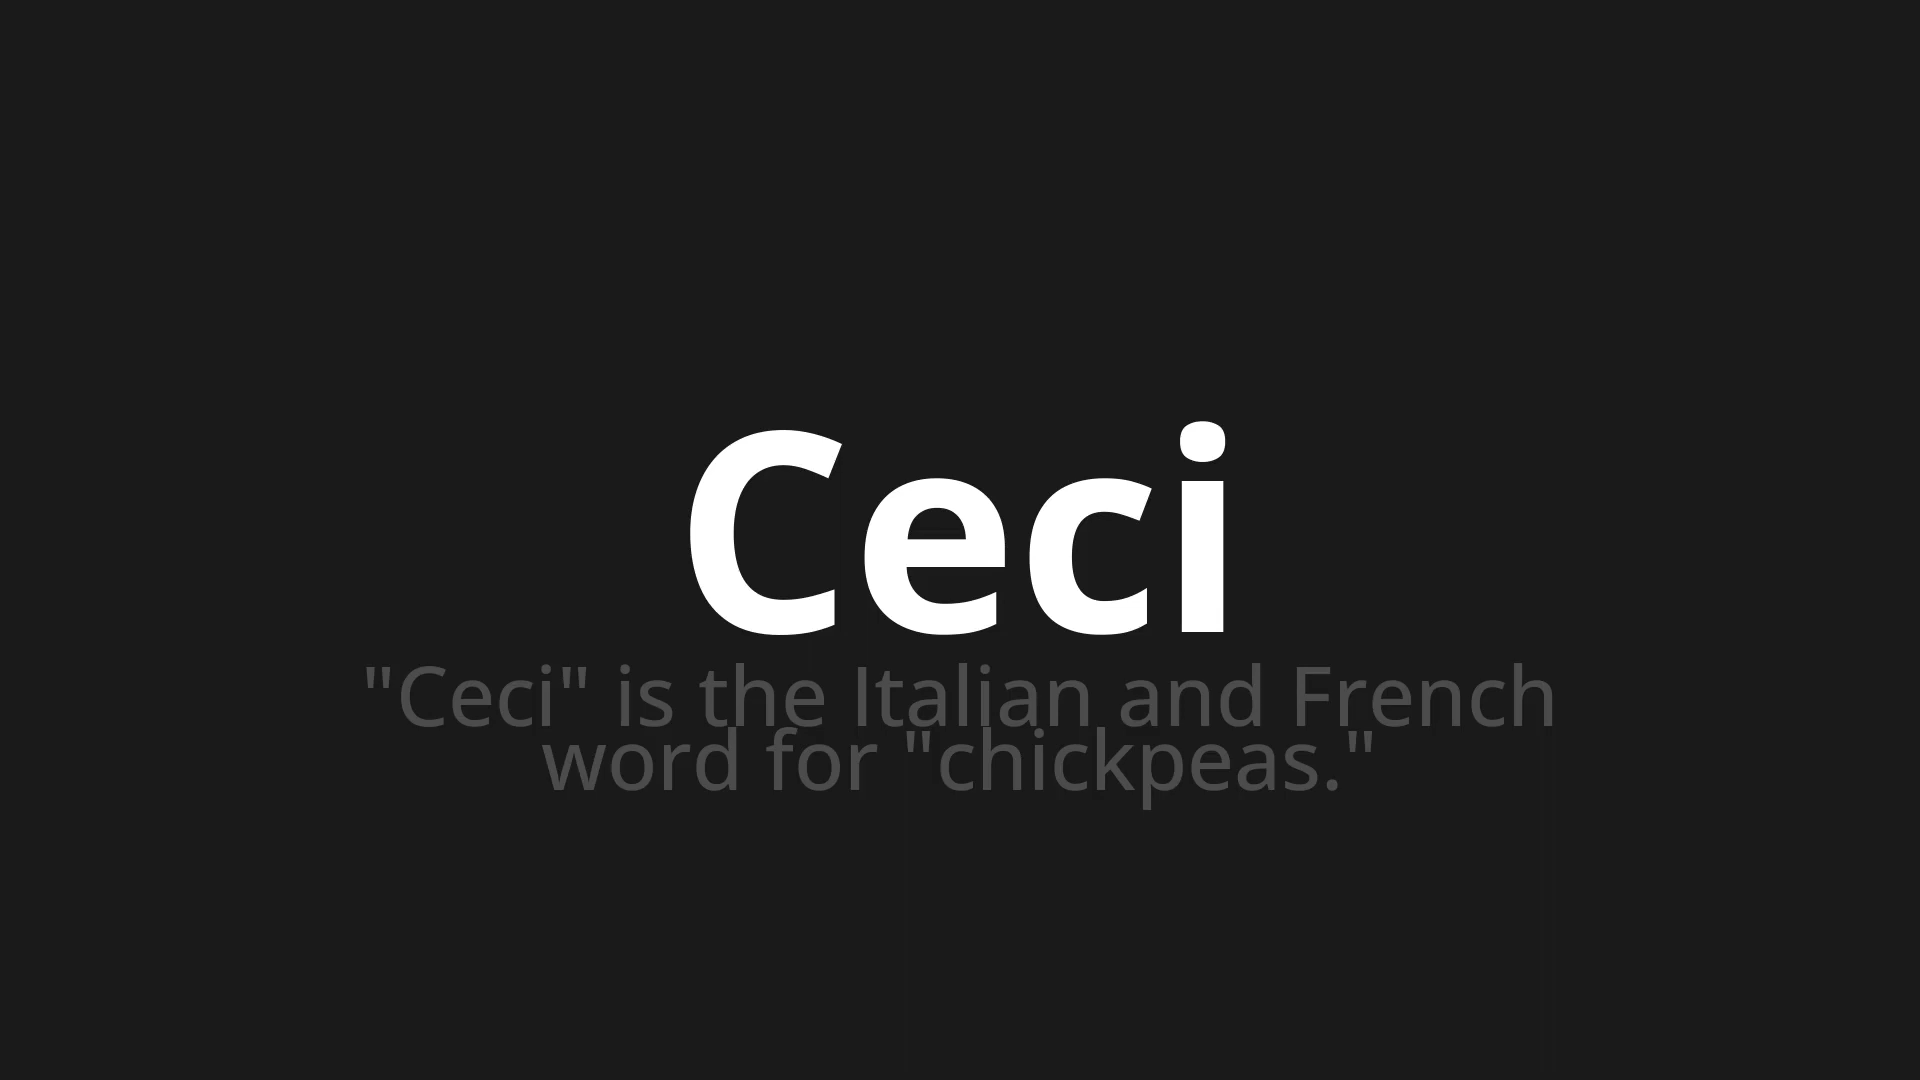 Ceci
"Ceci" is the Italian and French
word for "chickpeas."